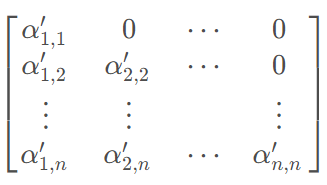 α′₁,₁ 0 ⋯ 0
α′₁,₂ α′₂,₂ ⋯ 0
⋮ ⋮ ⋮
α′₁,ₙ α′₂,ₙ ⋯ α′ₙ,ₙ